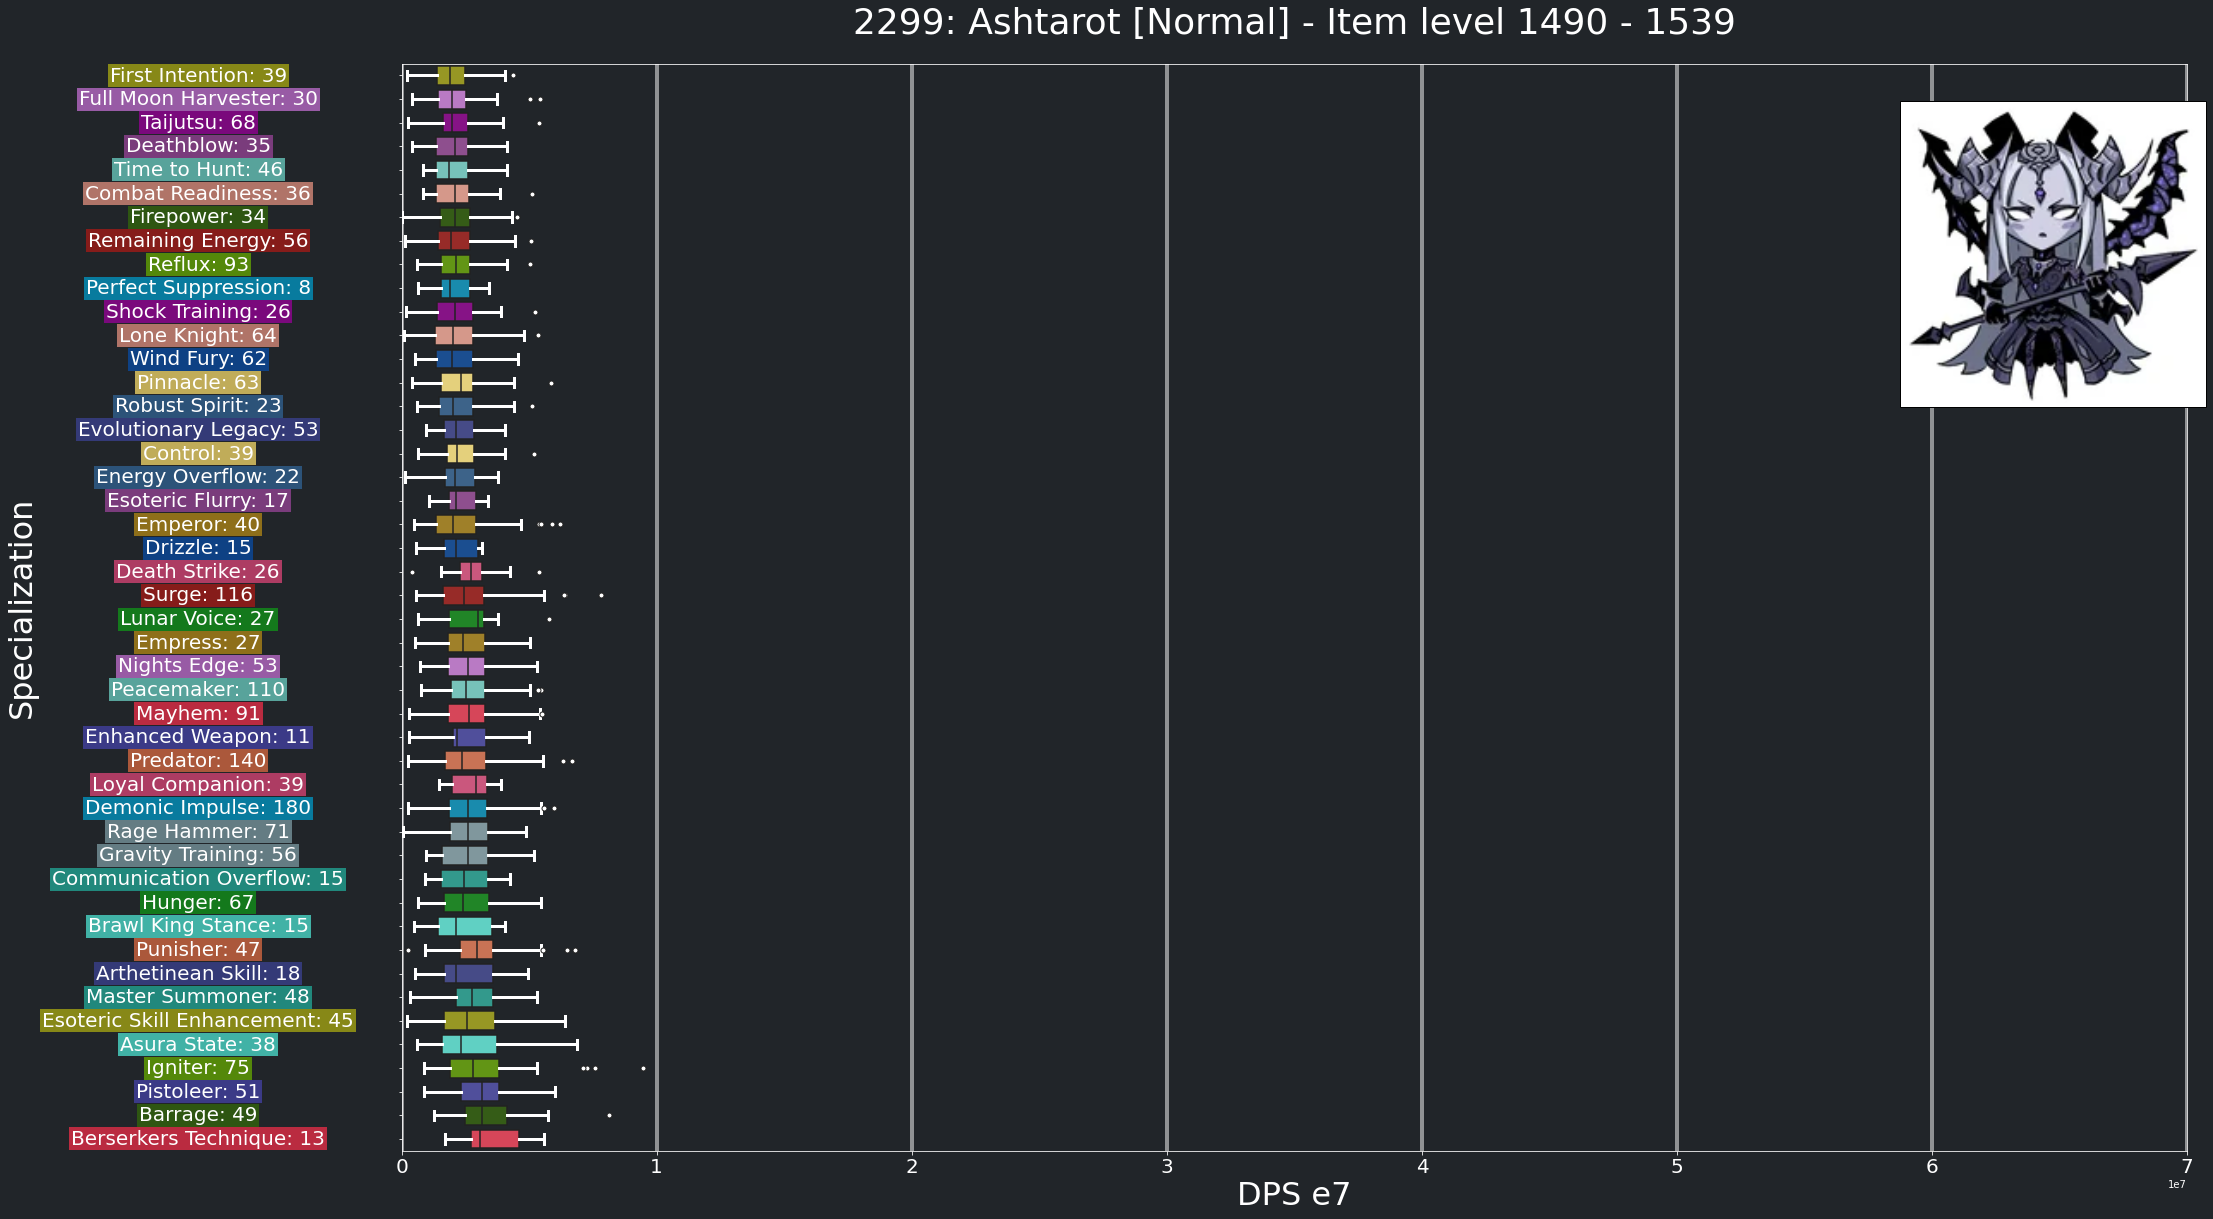 2299: Ashtarot [Normal] - Item level 1490 - 1539
First Intention: 39
Full Moon Harvester: 30
Taijutsu: 68
Deathblow: 35
Time to Hunt: 46
Combat Readiness: 36
Firepower: 34
Remaining Energy: 56
Reflux: 93
Perfect Suppression: 8
Shock Training: 26
Lone Knight: 64
Wind Fury: 62
Pinnacle: 63
Robust Spirit: 23
Evolutionary Legacy: 53
Control: 39
Energy Overflow: 22
Esoteric Flurry: 17
Emperor: 40
Drizzle: 15
Death Strike: 26
Surge: 116
Lunar Voice: 27
Empress: 27
Nights Edge: 53
Peacemaker: 110
Mayhem: 91
Enhanced Weapon: 11
Predator: 140
Loyal Companion: 39
Demonic Impulse: 180
Rage Hammer: 71
Gravity Training: 56
Communication Overflow: 15
Hunger: 67
Brawl King Stance: 15
Punisher: 47
Arthetinean Skill: 18
Master Summoner: 48
Esoteric Skill Enhancement: 45
Asura State: 38
Igniter: 75
Pistoleer: 51
Barrage: 49
Berserkers Technique: 13
Specialization
0 1 2 3 4 5 6 7
1e7
DPS e7